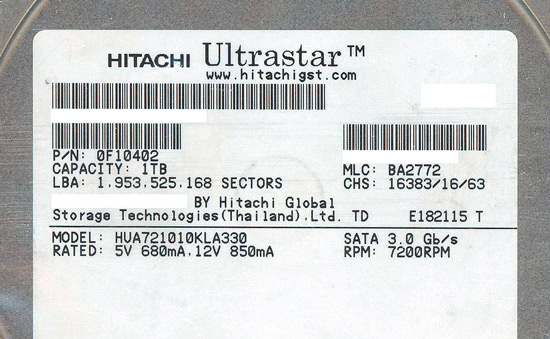 HITACHI Ultrastar™
www.hitachigst.com
P/N: 0F10402
CAPACITY: 1TB
LBA: 1.953.525.168 SECTORS
MLC: BA2772
CHS: 16383/16/63
BY Hitachi Global
Storage Technologies(Thailand).Ltd. TD E182115 T
MODEL: HUA721010KLA330 SATA 3.0 Gb/s
RATED: 5V 680mA.12V 850mA RPM: 7200RPM